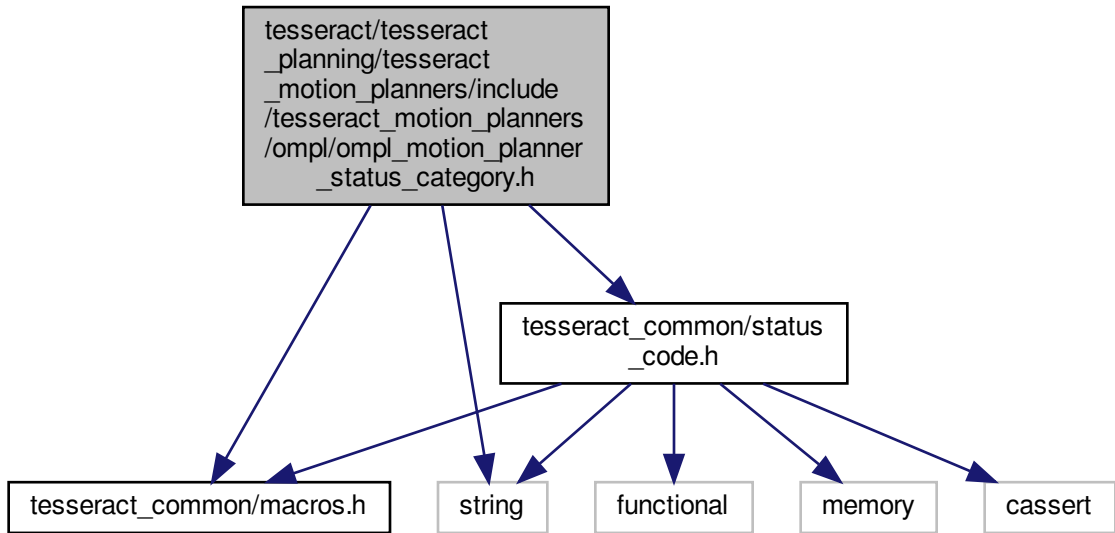 tesseract/tesseract
_planning/tesseract
_motion_planners/include
/tesseract_motion_planners
/ompl/ompl_motion_planner
_status_category.h
tesseract_common/status
_code.h
tesseract_common/macros.h
string
functional
memory
cassert